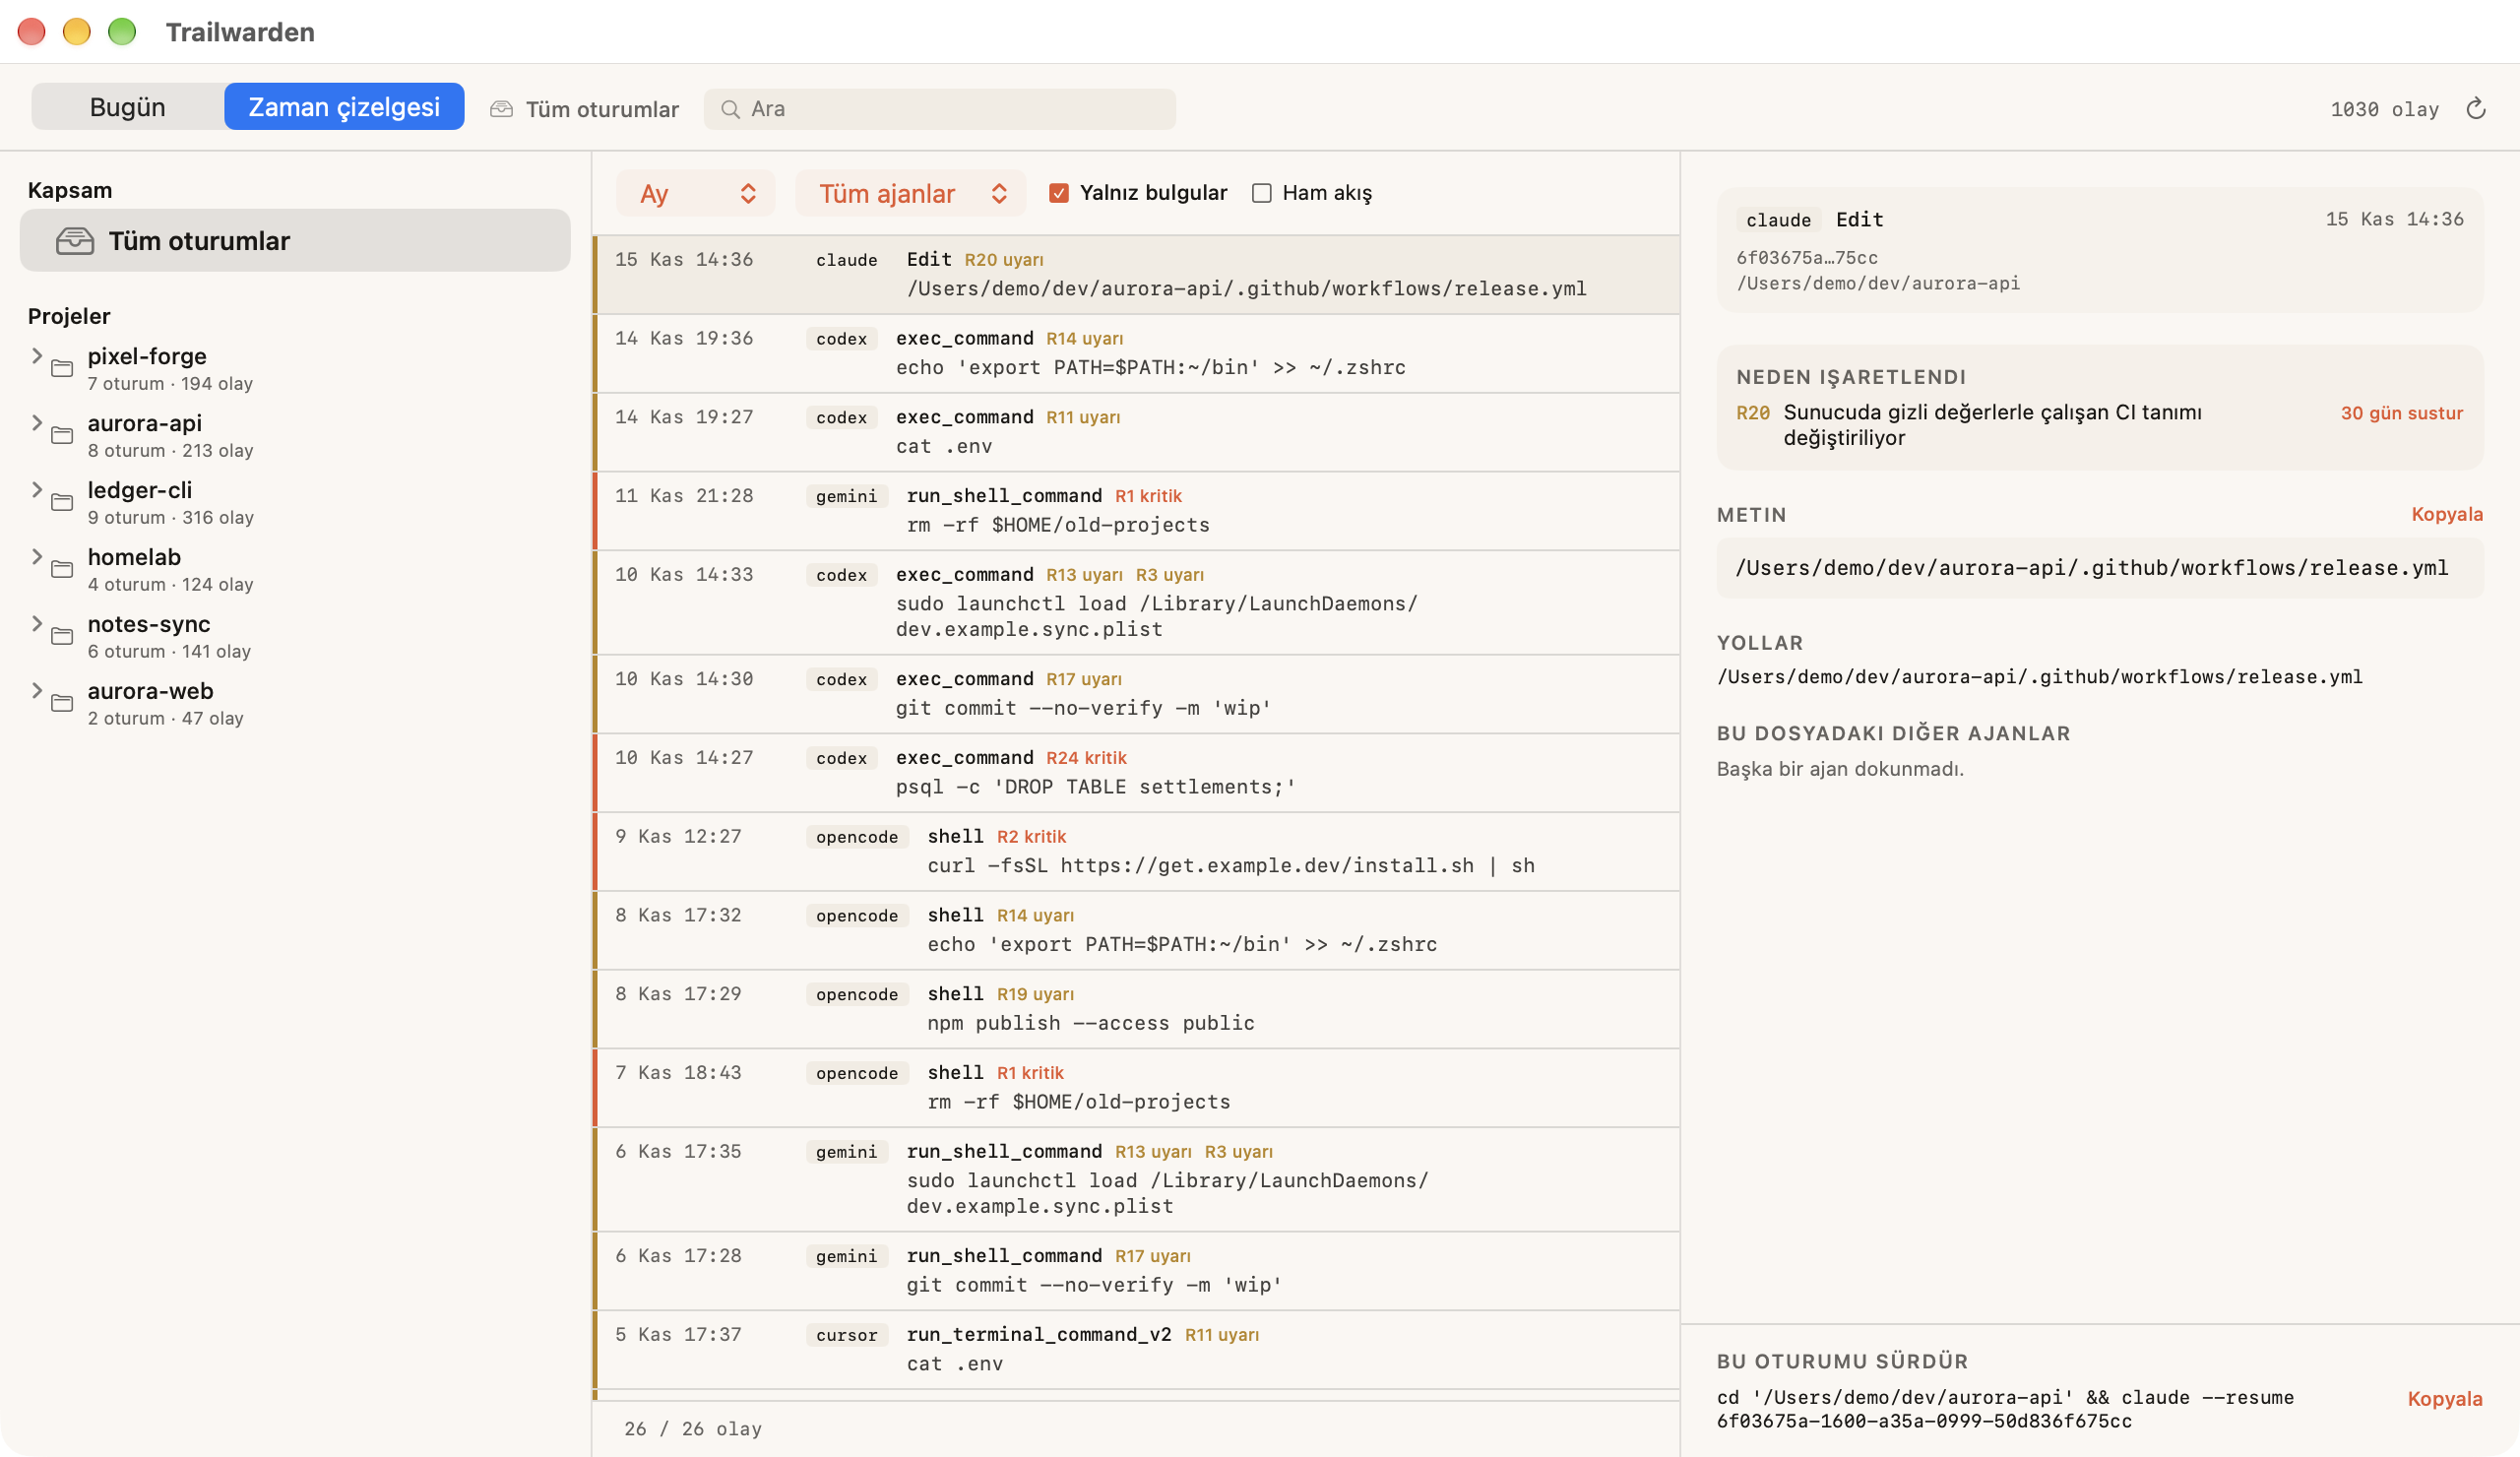 Trailwarden
Bugün
Zaman çizelgesi
Tüm oturumlar
Ara
1030 olay
Kapsam
Tüm oturumlar
Projeler
pixel-forge
7 oturum · 194 olay
aurora-api
8 oturum · 213 olay
ledger-cli
9 oturum · 316 olay
homelab
4 oturum · 124 olay
notes-sync
6 oturum · 141 olay
aurora-web
2 oturum · 47 olay
Ay
Tüm ajanlar
Yalnız bulgular
Ham akış
15 Kas 14:36 claude Edit R20 uyarı
/Users/demo/dev/aurora-api/.github/workflows/release.yml
14 Kas 19:36 codex exec_command R14 uyarı
echo 'export PATH=$PATH:~/bin' >> ~/.zshrc
14 Kas 19:27 codex exec_command R11 uyarı
cat .env
11 Kas 21:28 gemini run_shell_command R1 kritik
rm -rf $HOME/old-projects
10 Kas 14:33 codex exec_command R13 uyarı R3 uyarı
sudo launchctl load /Library/LaunchDaemons/
dev.example.sync.plist
10 Kas 14:30 codex exec_command R17 uyarı
git commit --no-verify -m 'wip'
10 Kas 14:27 codex exec_command R24 kritik
psql -c 'DROP TABLE settlements;'
9 Kas 12:27 opencode shell R2 kritik
curl -fsSL https://get.example.dev/install.sh | sh
8 Kas 17:32 opencode shell R14 uyarı
echo 'export PATH=$PATH:~/bin' >> ~/.zshrc
8 Kas 17:29 opencode shell R19 uyarı
npm publish --access public
7 Kas 18:43 opencode shell R1 kritik
rm -rf $HOME/old-projects
6 Kas 17:35 gemini run_shell_command R13 uyarı R3 uyarı
sudo launchctl load /Library/LaunchDaemons/
dev.example.sync.plist
6 Kas 17:28 gemini run_shell_command R17 uyarı
git commit --no-verify -m 'wip'
5 Kas 17:37 cursor run_terminal_command_v2 R11 uyarı
cat .env
26 / 26 olay
claude Edit 15 Kas 14:36
6f03675a…75cc
/Users/demo/dev/aurora-api
NEDEN IŞARETLENDI
R20 Sunucuda gizli değerlerle çalışan CI tanımı
değiştiriliyor
30 gün sustur
METIN
Kopyala
/Users/demo/dev/aurora-api/.github/workflows/release.yml
YOLLAR
/Users/demo/dev/aurora-api/.github/workflows/release.yml
BU DOSYADAKI DIĞER AJANLAR
Başka bir ajan dokunmadı.
BU OTURUMU SÜRDÜR
cd '/Users/demo/dev/aurora-api' && claude --resume
6f03675a-1600-a35a-0999-50d836f675cc
Kopyala